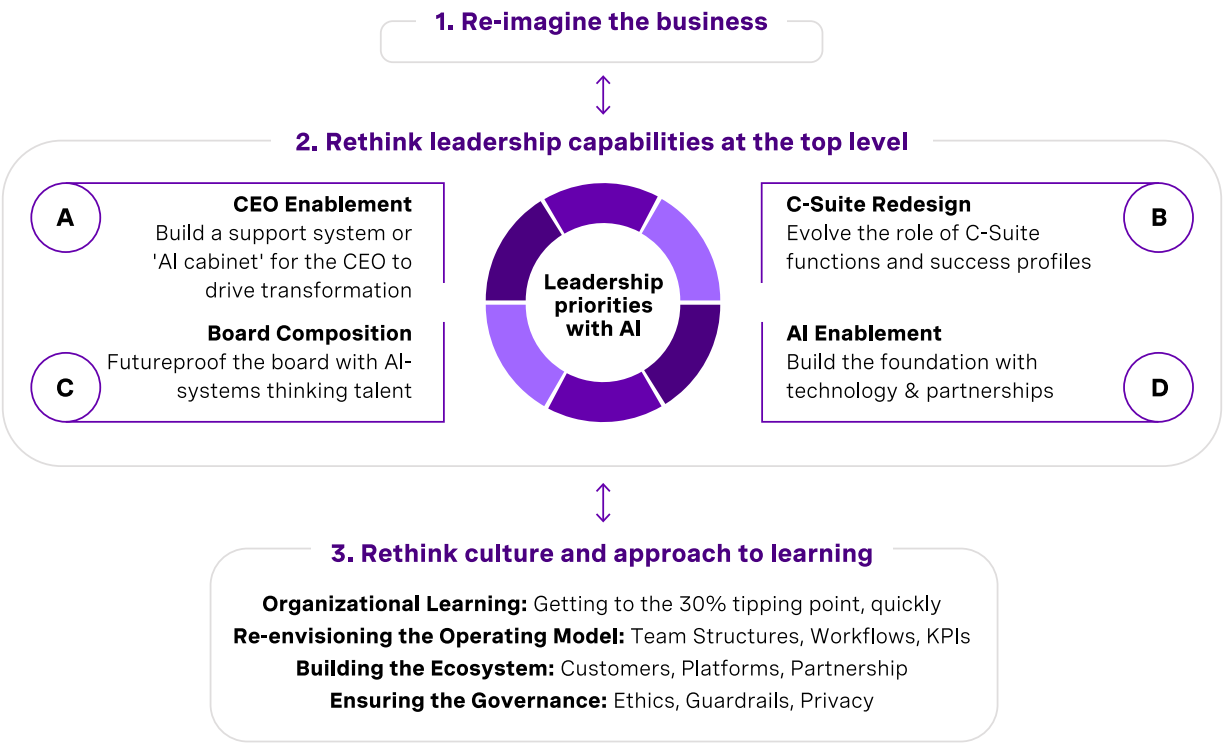 1. Re-imagine the business
2. Rethink leadership capabilities at the top level
A
CEO Enablement
Build a support system or
'AI cabinet' for the CEO to
drive transformation
C-Suite Redesign
Evolve the role of C-Suite
functions and success profiles
B
Leadership
priorities
with AI
C
Board Composition
Futureproof the board with AI-
systems thinking talent
AI Enablement
Build the foundation with
technology & partnerships
D
3. Rethink culture and approach to learning
Organizational Learning: Getting to the 30% tipping point, quickly
Re-envisioning the Operating Model: Team Structures, Workflows, KPIs
Building the Ecosystem: Customers, Platforms, Partnership
Ensuring the Governance: Ethics, Guardrails, Privacy